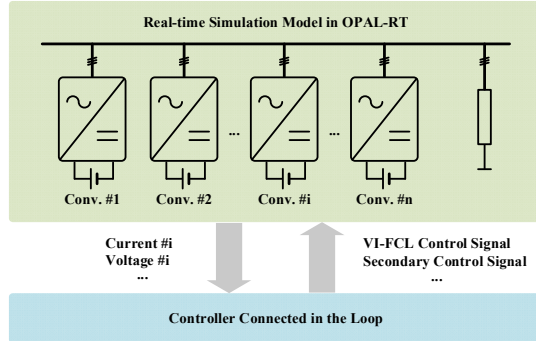 Real-time Simulation Model in OPAL-RT
... ...
Conv. #1 Conv. #2 Conv. #i Conv. #n
Current #i
Voltage #i
...
VI-FCL Control Signal
Secondary Control Signal
...
Controller Connected in the Loop